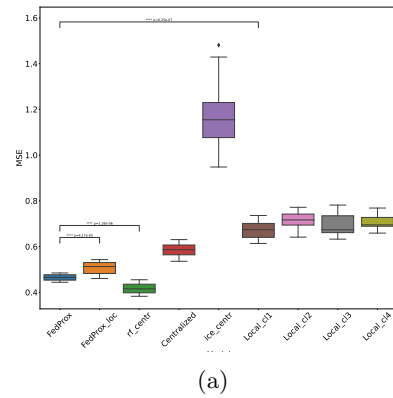 1.6
1.4
1.2
1.0
0.8
0.6
0.4
MSE
FedProx
FedProx_loc
rf_centr
Centralized
ice_centr
Local_cl1
Local_cl2
Local_cl3
Local_cl4
(a)